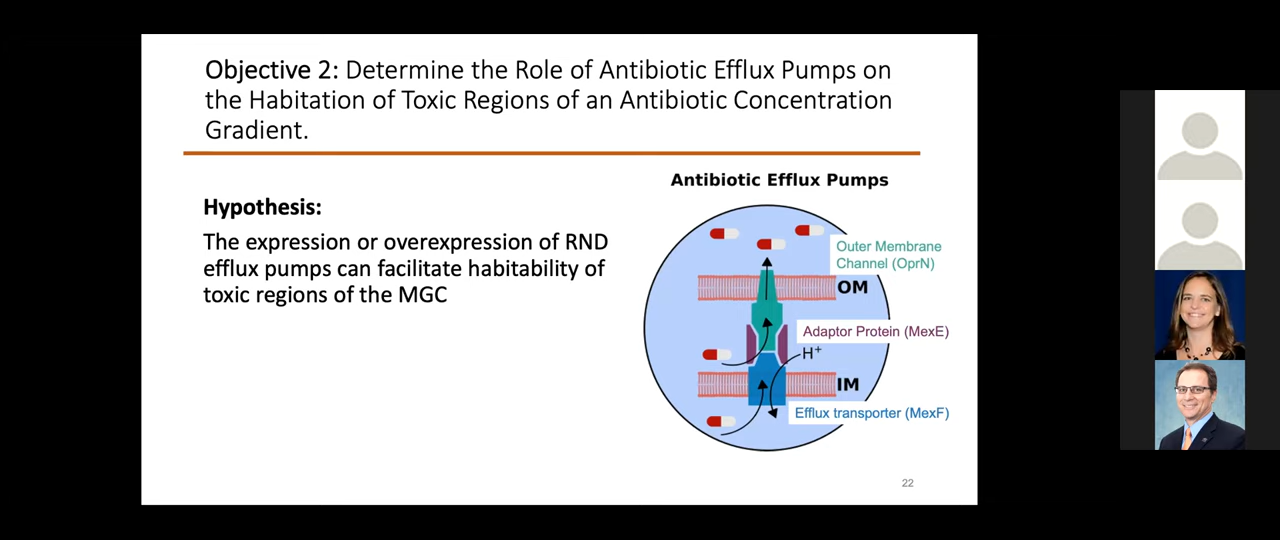 Objective 2: Determine the Role of Antibiotic Efflux Pumps on
the Habitation of Toxic Regions of an Antibiotic Concentration
Gradient.
Hypothesis:
The expression or overexpression of RND
efflux pumps can facilitate habitability of
toxic regions of the MGC
Antibiotic Efflux Pumps
Outer Membrane
Channel (OprN)
OM
Adaptor Protein (MexE)
H⁺
IM
Efflux transporter (MexF)
22